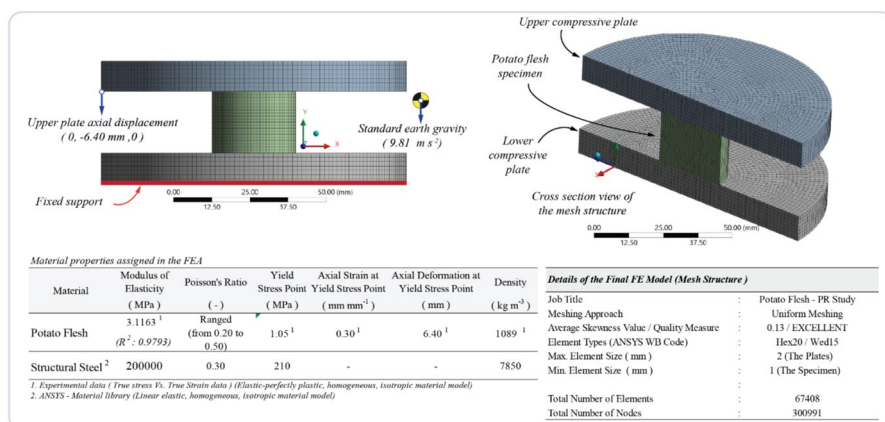 Upper compressive plate
Potato flesh
specimen
Upper plate axial displacement
( 0, -6.40 mm ,0 )
Standard earth gravity
( 9.81 m s-2 )
Y
X
Lower
compressive
plate
X
Fixed support
0.00 25.00 50.00 (mm)
12.50 37.50
Cross section view of
the mesh structure
0.00 25.00 50.00 (mm)
12.50 37.50
Material properties assigned in the FEA
Material Modulus of Elasticity ( MPa ) Poisson's Ratio ( - ) Yield Stress Point ( MPa ) Axial Strain at Yield Stress Point ( mm mm-1 ) Axial Deformation at Yield Stress Point ( mm ) Density ( kg m-3 )
Potato Flesh 3.1163 1 (R2 : 0.9793) Ranged (from 0.20 to 0.50) 1.05 1 0.30 1 6.40 1 1089 1
Structural Steel 2 200000 0.30 210 - - 7850
1. Experimental data ( True stress Vs. True Strain data ) (Elastic-perfectly plastic, homogeneous, isotropic material model)
2. ANSYS - Material library (Linear elastic, homogeneous, isotropic material model)
Details of the Final FE Model (Mesh Structure )
Job Title : Potato Flesh - PR Study
Meshing Approach : Uniform Meshing
Average Skewness Value / Quality Measure : 0.13 / EXCELLENT
Element Types (ANSYS WB Code) : Hex20 / Wed15
Max. Element Size ( mm ) : 2 (The Plates)
Min. Element Size ( mm ) : 1 (The Specimen)
:
Total Number of Elements : 67408
Total Number of Nodes : 300991